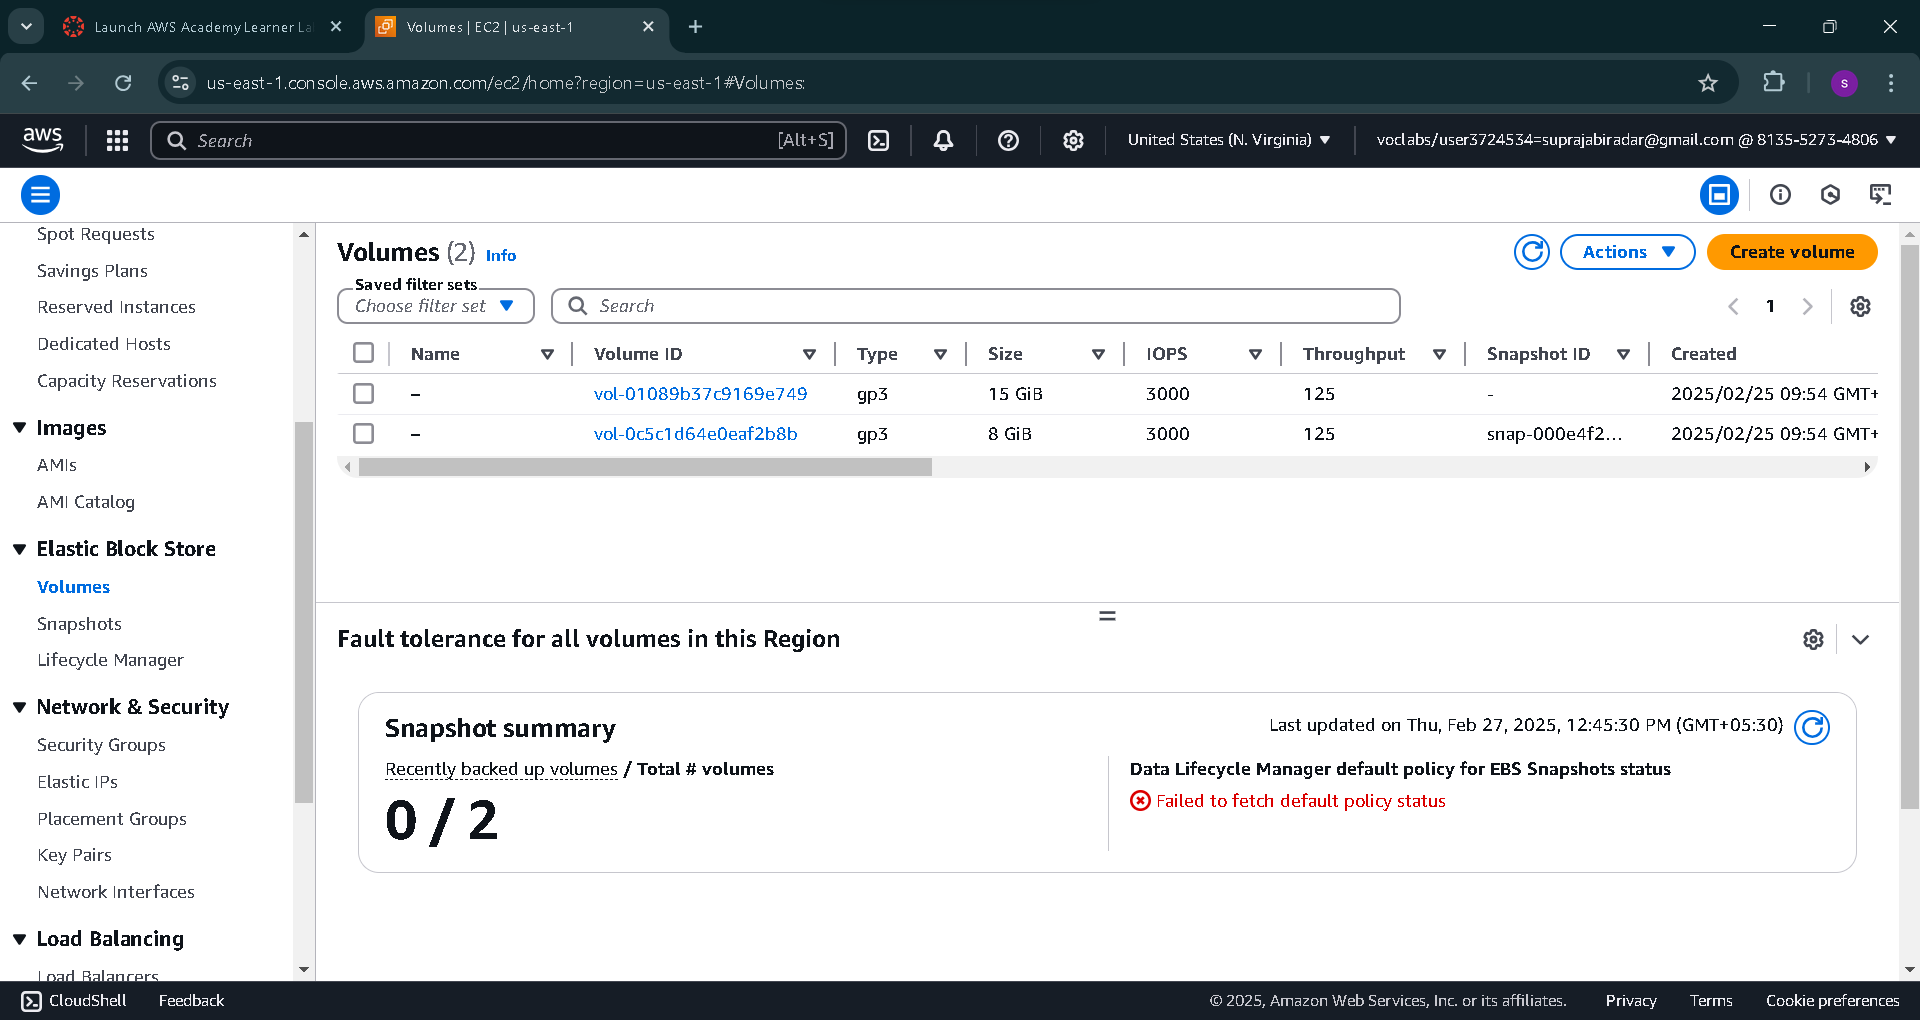 Launch AWS Academy Learner La
Volumes | EC2 | us-east-1
us-east-1.console.aws.amazon.com/ec2/home?region=us-east-1#Volumes:
S
aws
Search [Alt+S]
United States (N. Virginia)
voclabs/user3724534=suprajabiradar@gmail.com @ 8135-5273-4806
Spot Requests
Savings Plans
Reserved Instances
Dedicated Hosts
Capacity Reservations
Images
AMIs
AMI Catalog
Elastic Block Store
Volumes
Snapshots
Lifecycle Manager
Network & Security
Security Groups
Elastic IPs
Placement Groups
Key Pairs
Network Interfaces
Load Balancing
Load Balancers
Volumes (2) Info
Actions
Create volume
Saved filter sets
Choose filter set
Search
1
Name Volume ID Type Size IOPS Throughput Snapshot ID Created
– vol-01089b37c9169e749 gp3 15 GiB 3000 125 - 2025/02/25 09:54 GMT+
– vol-0c5c1d64e0eaf2b8b gp3 8 GiB 3000 125 snap-000e4f2... 2025/02/25 09:54 GMT+
Fault tolerance for all volumes in this Region
Snapshot summary
Last updated on Thu, Feb 27, 2025, 12:45:30 PM (GMT+05:30)
Recently backed up volumes / Total # volumes
0 / 2
Data Lifecycle Manager default policy for EBS Snapshots status
Failed to fetch default policy status
CloudShell Feedback
© 2025, Amazon Web Services, Inc. or its affiliates. Privacy Terms Cookie preferences